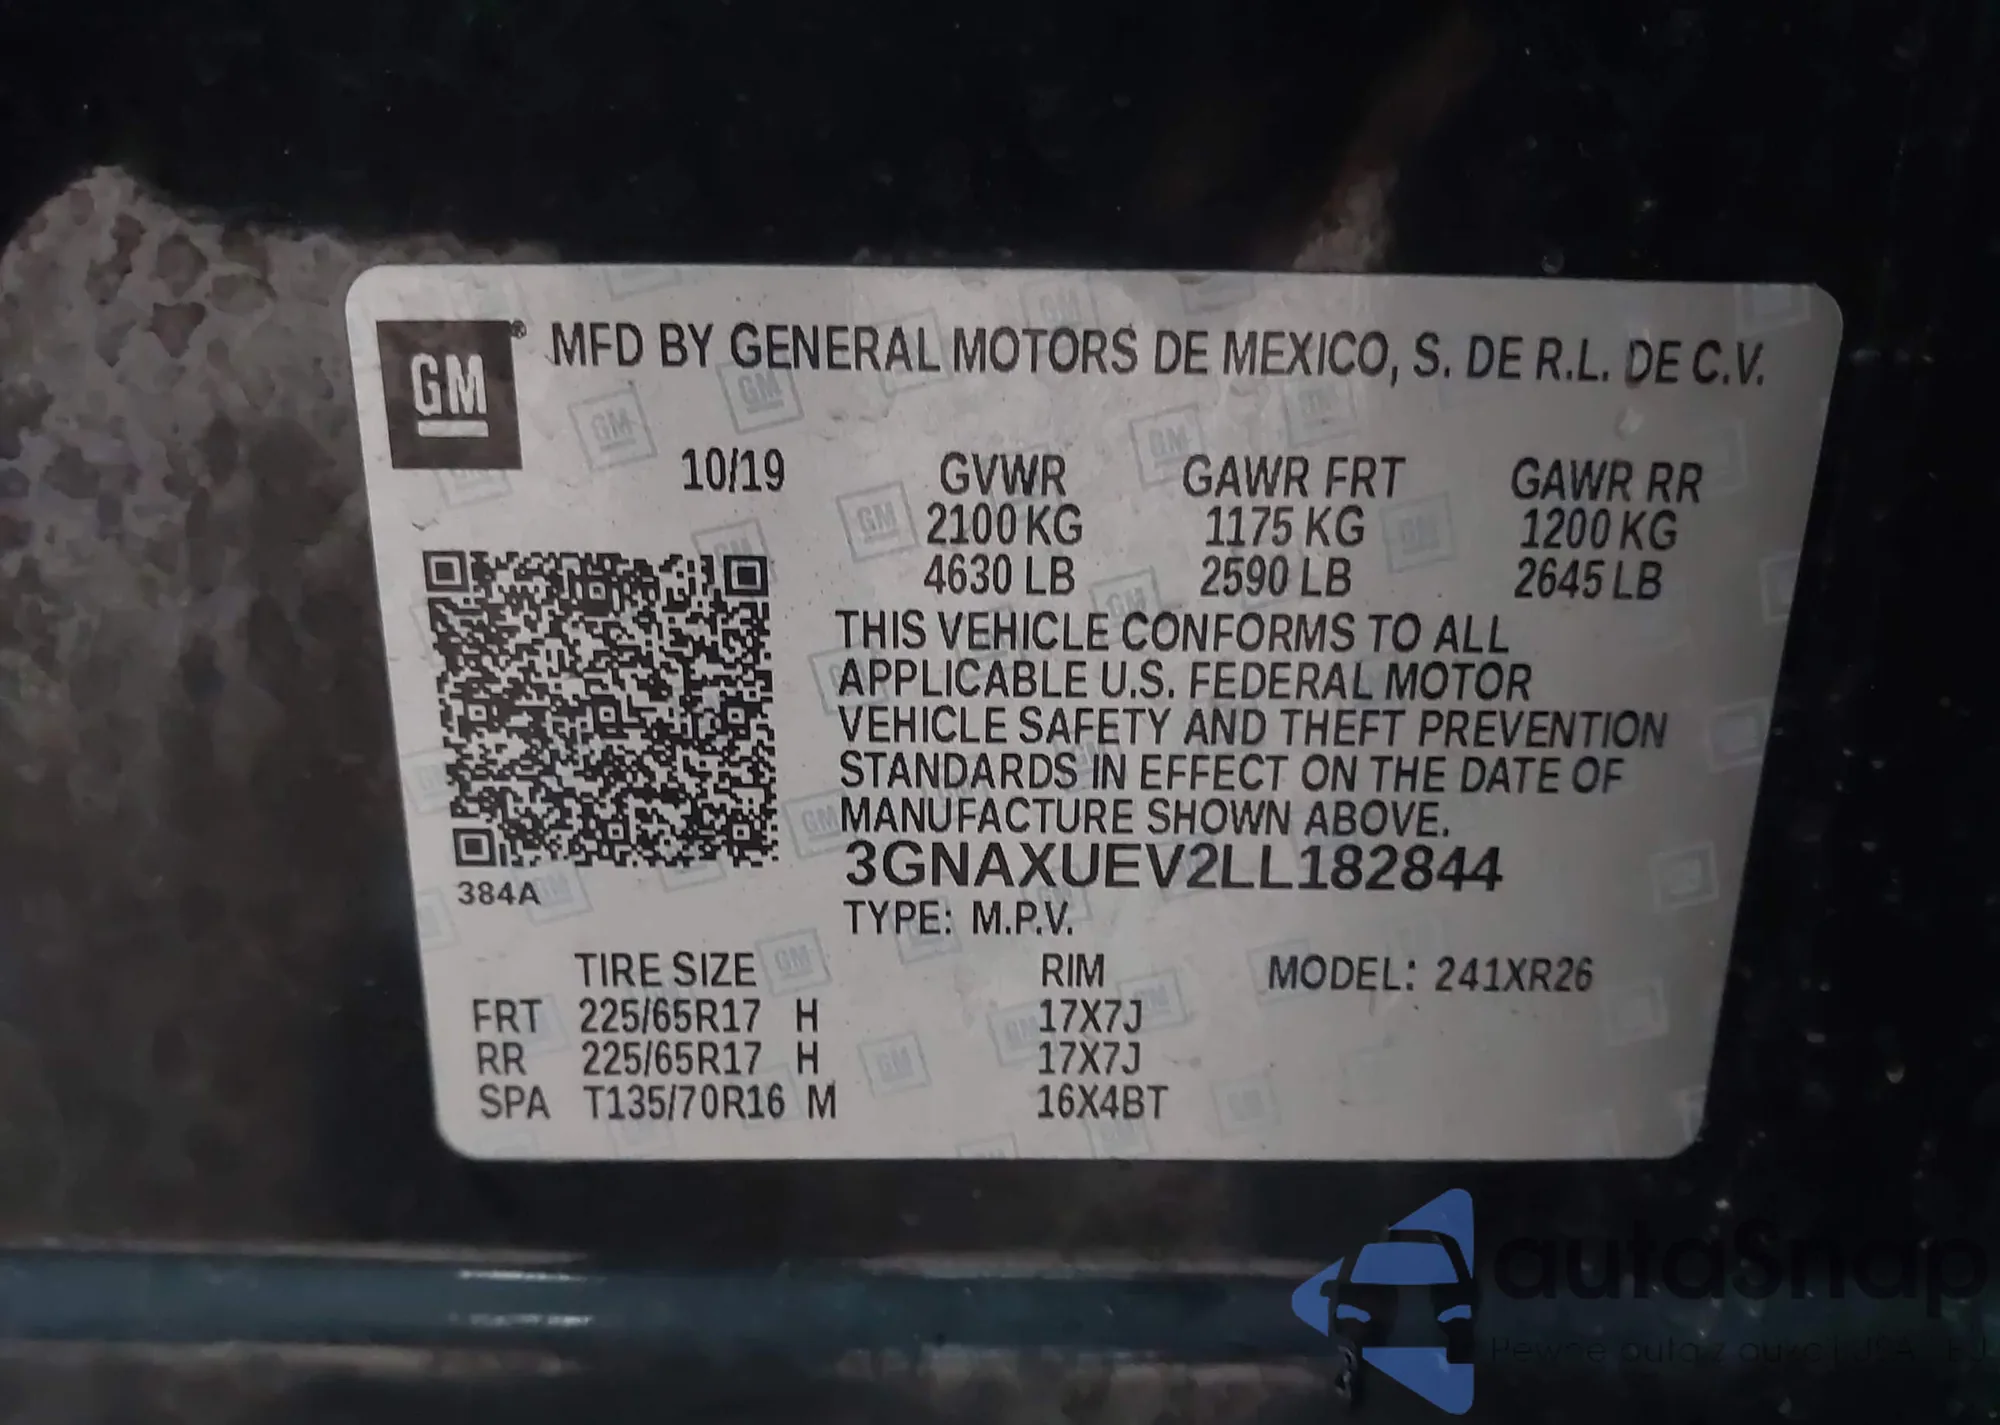 GM ® MFD BY GENERAL MOTORS DE MEXICO, S. DE R.L. DE C.V.
10/19 GVWR GAWR FRT GAWR RR
2100 KG 1175 KG 1200 KG
4630 LB 2590 LB 2645 LB
THIS VEHICLE CONFORMS TO ALL
APPLICABLE U.S. FEDERAL MOTOR
VEHICLE SAFETY AND THEFT PREVENTION
STANDARDS IN EFFECT ON THE DATE OF
MANUFACTURE SHOWN ABOVE.
3GNAXUEV2LL182844
384A
TYPE: M.P.V.
TIRE SIZE RIM MODEL: 241XR26
FRT 225/65R17 H 17X7J
RR 225/65R17 H 17X7J
SPA T135/70R16 M 16X4BT
autaSnap
Pewne auta z